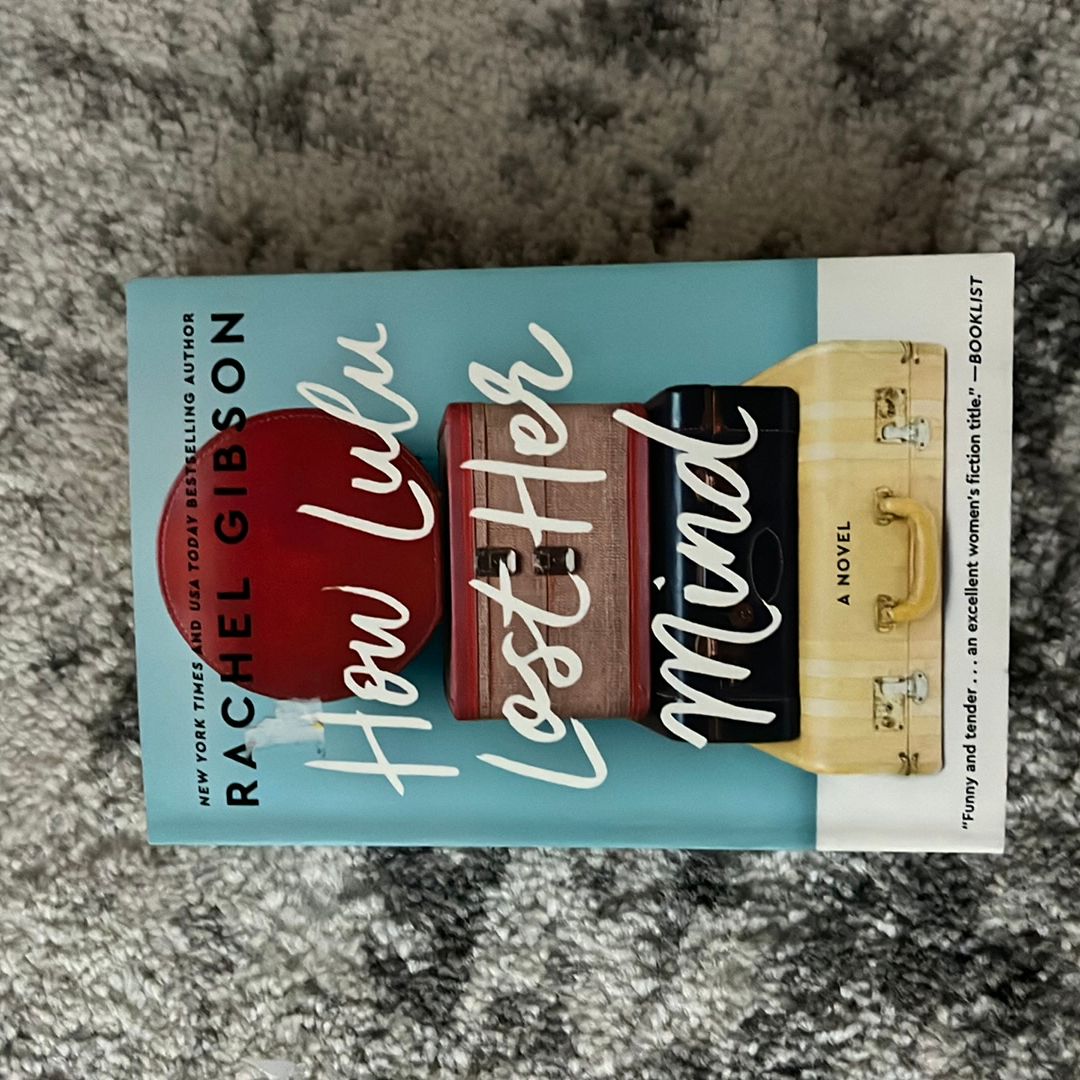 NEW YORK TIMES AND USA TODAY BESTSELLING AUTHOR
RACHEL GIBSON
How Lulu
Lost Her
Mind
A NOVEL
"Funny and tender . . . an excellent women's fiction title." —BOOKLIST